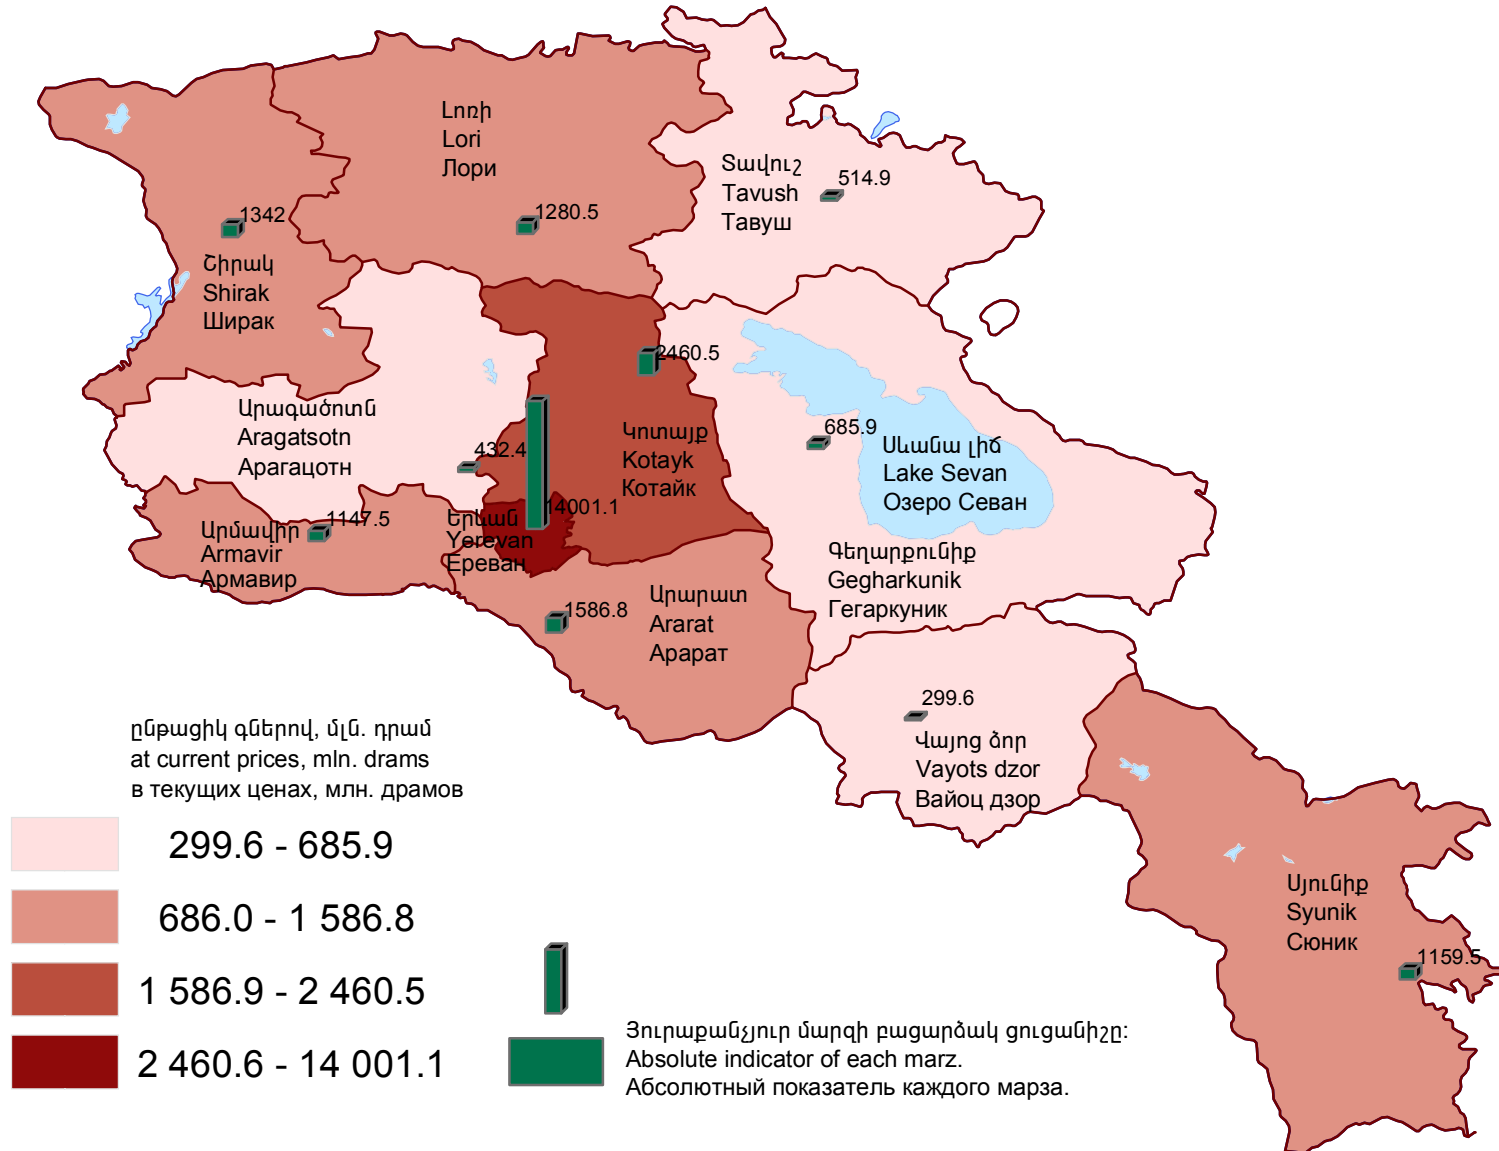 Լոռի
Lori
Лори
1280.5
Տավուշ
Tavush
Тавуш
514.9
1342
Շիրակ
Shirak
Ширак
2460.5
Կոտայք
Kotayk
Котайк
Արագածոտն
Aragatsotn
Арагацотн
432.4
685.9
Սևանա լիճ
Lake Sevan
Озеро Севан
Գեղարքունիք
Gegharkunik
Гегаркуник
1147.5
Արմավիր
Armavir
Армавир
14001.1
Երևան
Yerevan
Ереван
1586.8
Արարատ
Ararat
Арарат
299.6
Վայոց ձոր
Vayots dzor
Вайоц дзор
Սյունիք
Syunik
Сюник
1159.5
ընթացիկ գներով, մլն. դրամ
at current prices, mln. drams
в текущих ценах, млн. драмов
299.6 - 685.9
686.0 - 1 586.8
1 586.9 - 2 460.5
2 460.6 - 14 001.1
Յուրաքանչյուր մարզի բացարձակ ցուցանիշը:
Absolute indicator of each marz.
Абсолютный показатель каждого марза.